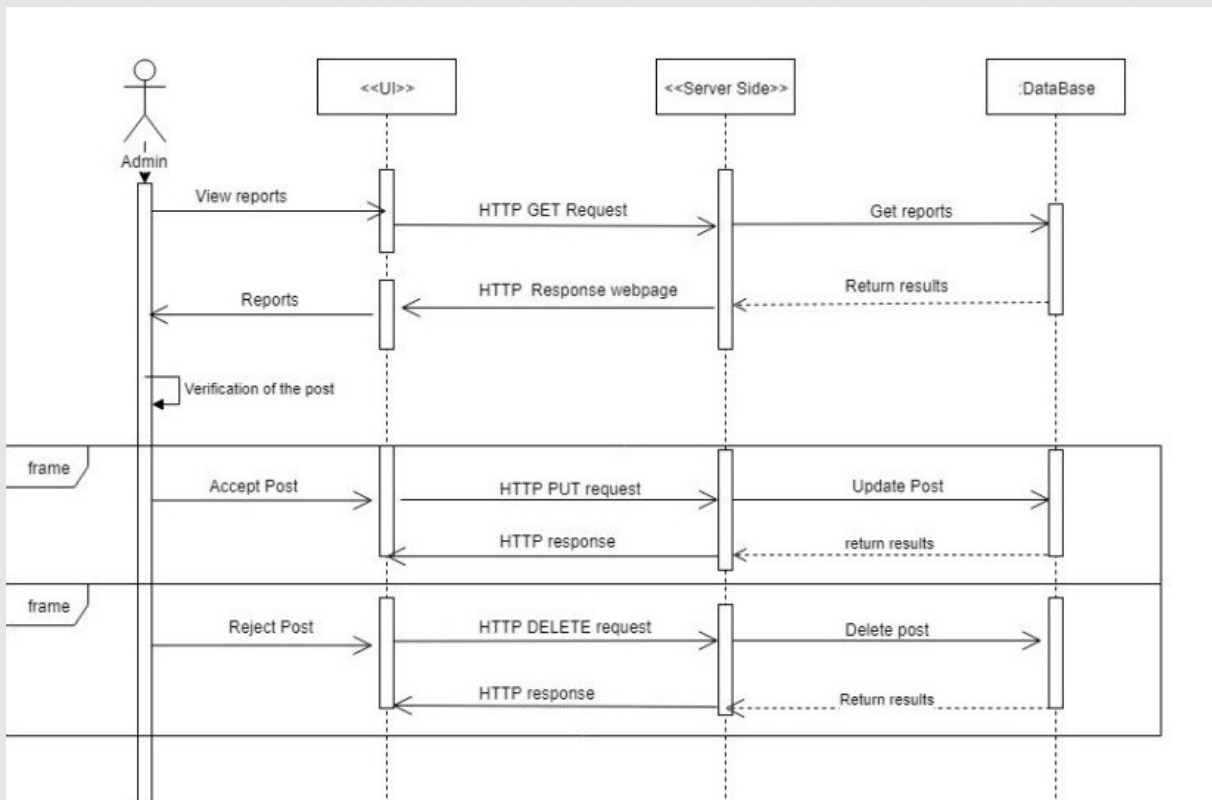 <<UI>>
<<Server Side>>
:DataBase
Admin
View reports
HTTP GET Request
Get reports
Reports
HTTP  Response webpage
Return results
Verification of the post
frame
Accept Post
HTTP PUT request
Update Post
HTTP response
return results
frame
Reject Post
HTTP DELETE request
Delete post
HTTP response
Return results